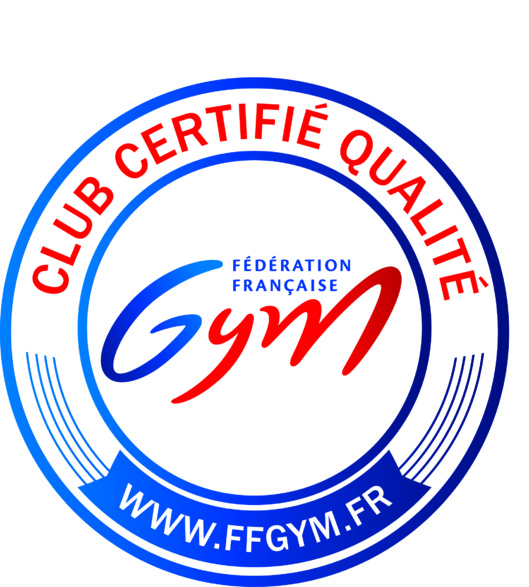 CLUB CERTIFIÉ QUALITÉ
FÉDÉRATION
FRANÇAISE
Gym
WWW.FFGYM.FR